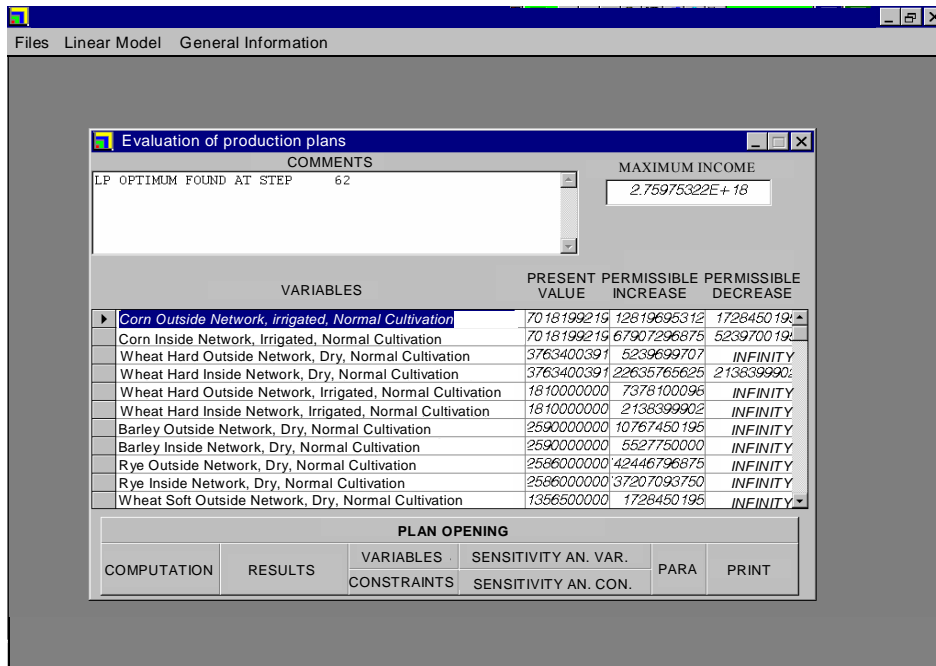 Files Linear Model General Information
Evaluation of production plans
COMMENTS
MAXIMUM INCOME
LP OPTIMUM FOUND AT STEP 62
2.75975322E+18
VARIABLES
PRESENT VALUE PERMISSIBLE INCREASE PERMISSIBLE DECREASE
Corn Outside Network, irrigated, Normal Cultivation 7018199219 12819695312 1728450195
Corn Inside Network, Irrigated, Normal Cultivation 7018199219 67907296875 523970019
Wheat Hard Outside Network, Dry, Normal Cultivation 3763400391 5239699707 INFINITY
Wheat Hard Inside Network, Dry, Normal Cultivation 3763400391 22635765625 213839990
Wheat Hard Outside Network, Irrigated, Normal Cultivation 1810000000 7378100098 INFINITY
Wheat Hard Inside Network, Irrigated, Normal Cultivation 1810000000 2138399902 INFINITY
Barley Outside Network, Dry, Normal Cultivation 2590000000 10767450195 INFINITY
Barley Inside Network, Dry, Normal Cultivation 2590000000 5527750000 INFINITY
Rye Outside Network, Dry, Normal Cultivation 2586000000 42446796875 INFINITY
Rye Inside Network, Dry, Normal Cultivation 2586000000 37207093750 INFINITY
Wheat Soft Outside Network, Dry, Normal Cultivation 1356500000 1728450195 INFINITY
PLAN OPENING
COMPUTATION RESULTS VARIABLES SENSITIVITY AN. VAR. PARA PRINT
CONSTRAINTS SENSITIVITY AN. CON.